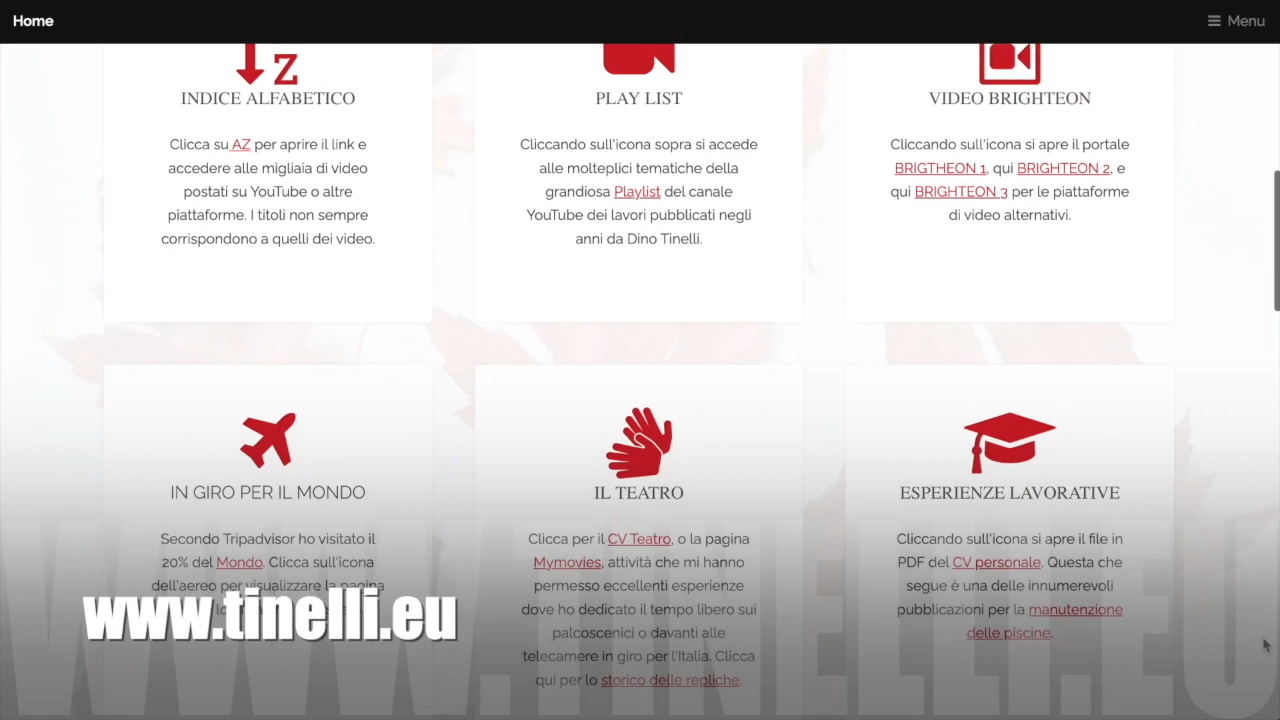 Home
Menu
Z
INDICE ALFABETICO
Clicca su AZ per aprire il link e
accedere alle migliaia di video
postati su YouTube o altre
piattaforme. I titoli non sempre
corrispondono a quelli dei video.
PLAY LIST
Cliccando sull'icona sopra si accede
alle molteplici tematiche della
grandiosa Playlist del canale
YouTube dei lavori pubblicati negli
anni da Dino Tinelli.
VIDEO BRIGHTEON
Cliccando sull'icona si apre il portale
BRIGTHEON 1, qui BRIGHTEON 2, e
qui BRIGHTEON 3 per le piattaforme
di video alternativi.
IN GIRO PER IL MONDO
Secondo Tripadvisor ho visitato il
20% del Mondo. Clicca sull'icona
dell'aereo per visualizzare la pagina
IL TEATRO
Clicca per il CV Teatro, o la pagina
Mymovies, attività che mi hanno
permesso eccellenti esperienze
dove ho dedicato il tempo libero sui
palcoscenici o davanti alle
telecamere in giro per l'Italia. Clicca
qui per lo storico delle repliche.
ESPERIENZE LAVORATIVE
Cliccando sull'icona si apre il file in
PDF del CV personale. Questa che
segue è una delle innumerevoli
pubblicazioni per la manutenzione
delle piscine.
www.tinelli.eu
WWW.TINELLI.EU